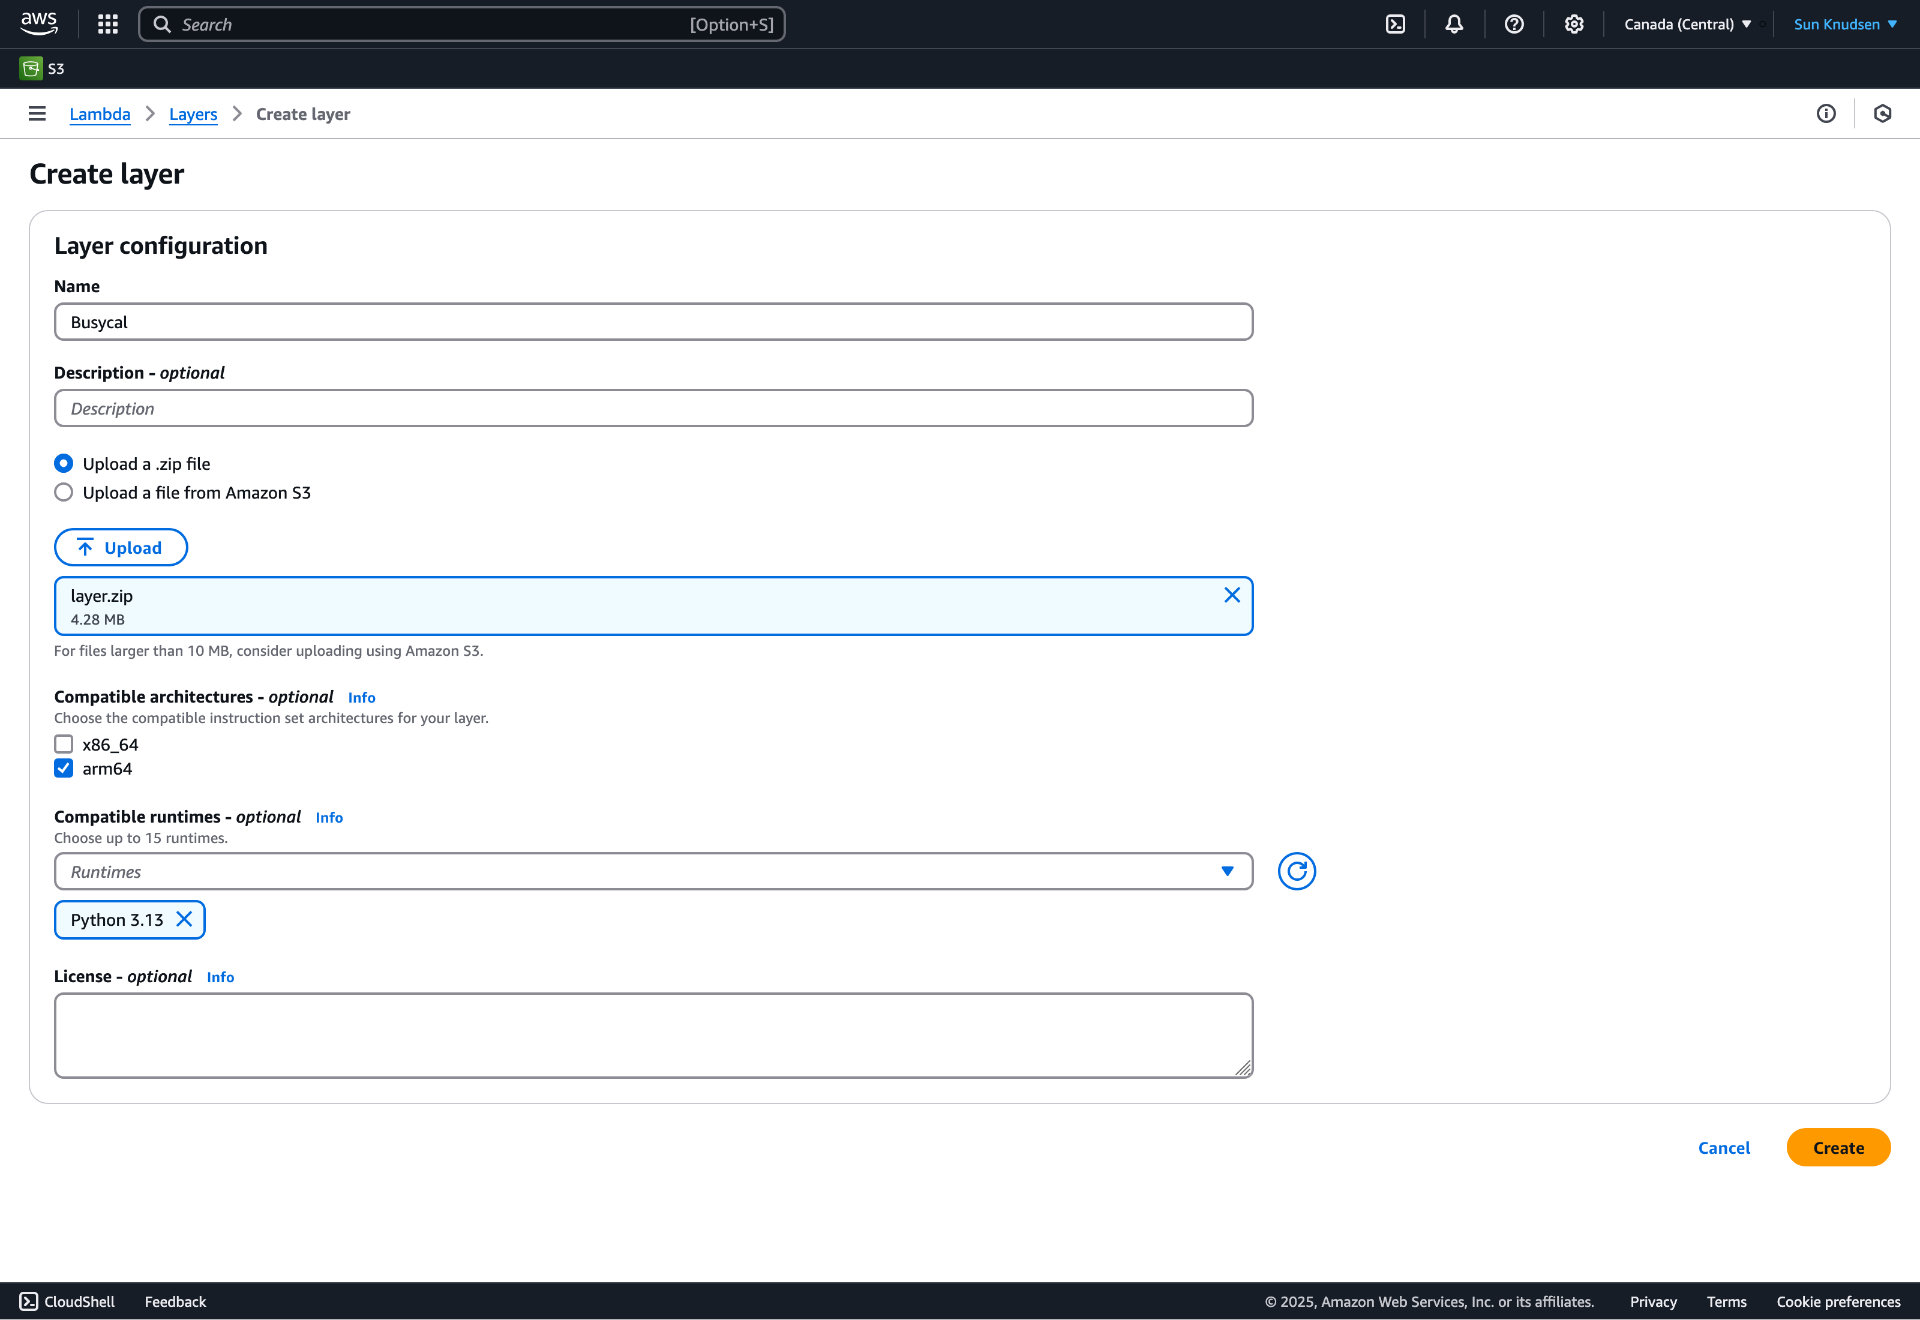 aws
Search [Option+S] Canada (Central) Sun Knudsen
S3
Lambda Layers Create layer
Create layer
Layer configuration
Name
Busycal
Description - optional
Description
Upload a .zip file
Upload a file from Amazon S3
Upload
layer.zip
4.28 MB
For files larger than 10 MB, consider uploading using Amazon S3.
Compatible architectures - optional Info
Choose the compatible instruction set architectures for your layer.
x86_64
arm64
Compatible runtimes - optional Info
Choose up to 15 runtimes.
Runtimes
Python 3.13
License - optional Info
Cancel Create
CloudShell Feedback © 2025, Amazon Web Services, Inc. or its affiliates. Privacy Terms Cookie preferences